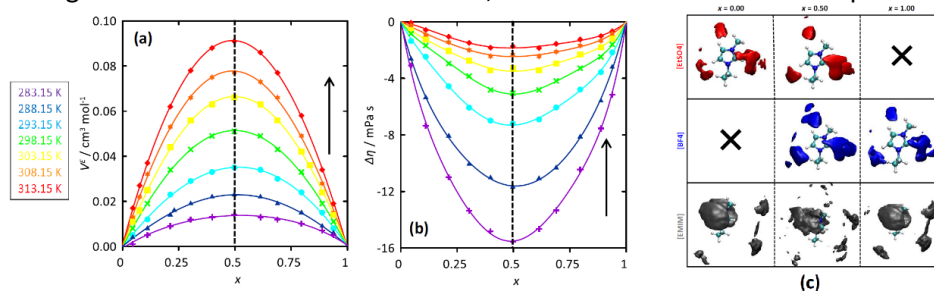 283.15 K
288.15 K
293.15 K
298.15 K
303.15 K
308.15 K
313.15 K
(a)
V^E / cm³ mol⁻¹
0.10
0.08
0.06
0.04
0.02
0.00
0 0.25 0.5 0.75 1
x
(b)
Δη / mPa s
0
-4
-8
-12
-16
0 0.25 0.5 0.75 1
x
x = 0.00 x = 0.50 x = 1.00
[EtSO4]
[BF4]
[EMIM]
(c)